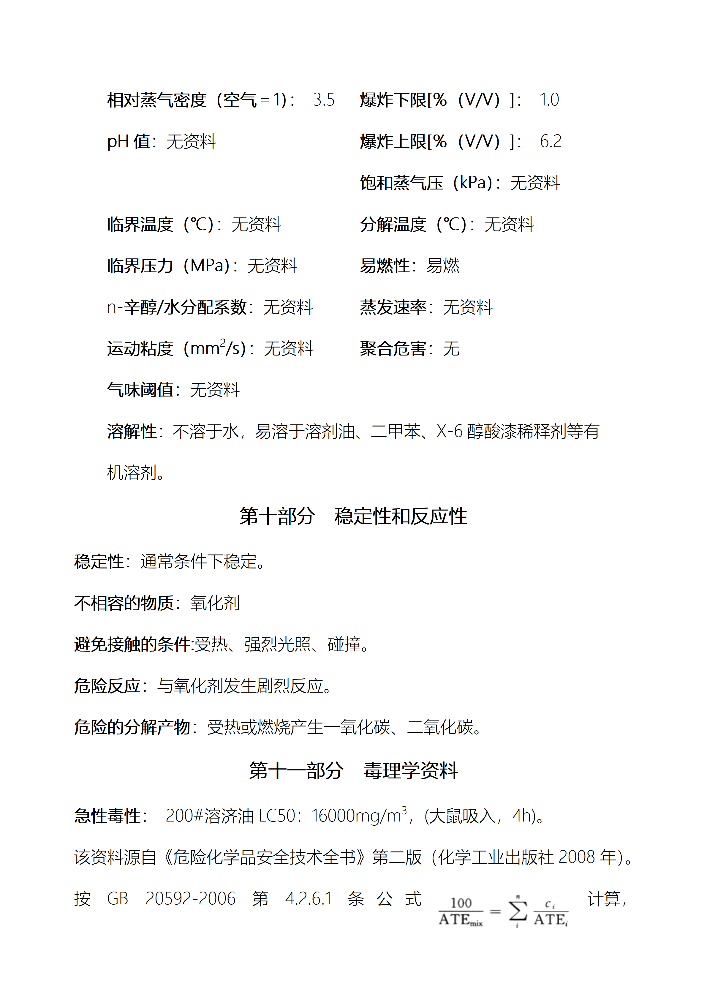 相对蒸气密度（空气＝1）： 3.5 爆炸下限[%（V/V）]： 1.0
pH 值：无资料 爆炸上限[%（V/V）]： 6.2
饱和蒸气压（kPa）：无资料
临界温度（℃）：无资料 分解温度（℃）：无资料
临界压力（MPa）：无资料 易燃性：易燃
n-辛醇/水分配系数：无资料 蒸发速率：无资料
运动粘度（mm²/s）：无资料 聚合危害：无
气味阈值：无资料
溶解性：不溶于水，易溶于溶剂油、二甲苯、X-6 醇酸漆稀释剂等有
机溶剂。
第十部分 稳定性和反应性
稳定性：通常条件下稳定。
不相容的物质：氧化剂
避免接触的条件:受热、强烈光照、碰撞。
危险反应：与氧化剂发生剧烈反应。
危险的分解产物：受热或燃烧产生一氧化碳、二氧化碳。
第十一部分 毒理学资料
急性毒性： 200#溶济油 LC50：16000mg/m³，(大鼠吸入，4h)。
该资料源自《危险化学品安全技术全书》第二版（化学工业出版社 2008 年）。
按 GB 20592-2006 第 4.2.6.1 条公式 100/ATEmix = ∑(i, n) ci/ATEi 计算，